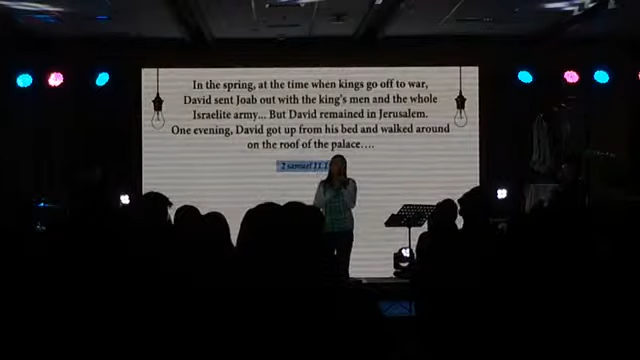 In the spring, at the time when kings go off to war,
David sent Joab out with the king's men and the whole
Israelite army... But David remained in Jerusalem.
One evening, David got up from his bed and walked around
on the roof of the palace....
2 samuel 11:1